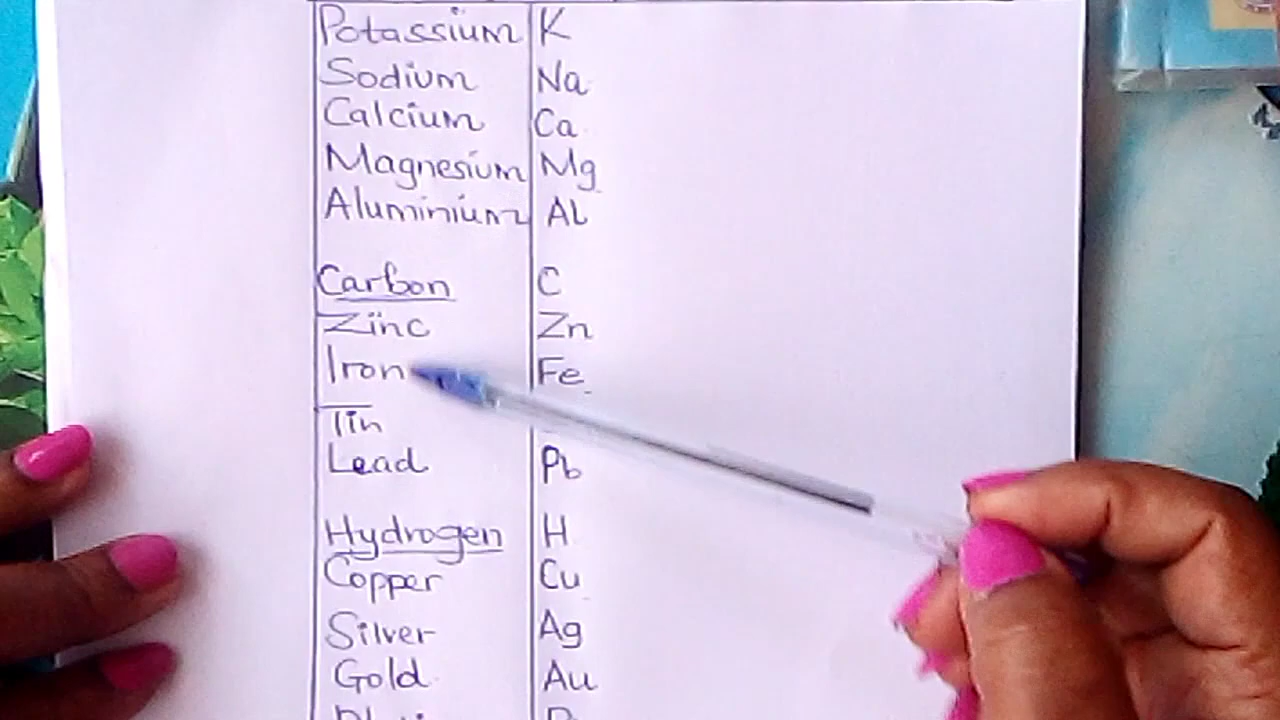 Potassium K
Sodium Na
Calcium Ca
Magnesium Mg
Aluminium Al
Carbon C
Zinc Zn
Iron Fe
Tin
Lead Pb
Hydrogen H
Copper Cu
Silver Ag
Gold Au